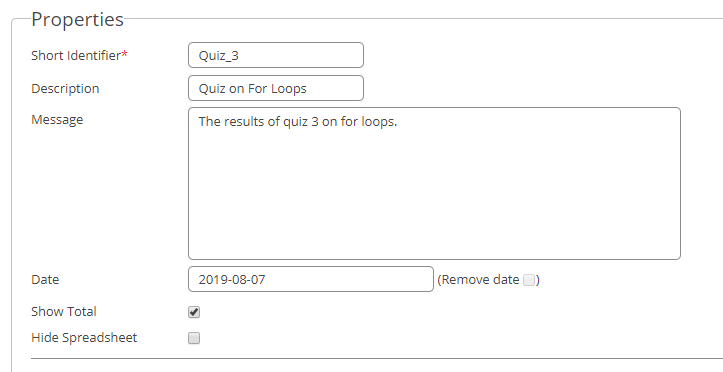 Properties
Short Identifier* Quiz_3
Description Quiz on For Loops
Message The results of quiz 3 on for loops.
Date 2019-08-07 (Remove date )
Show Total
Hide Spreadsheet